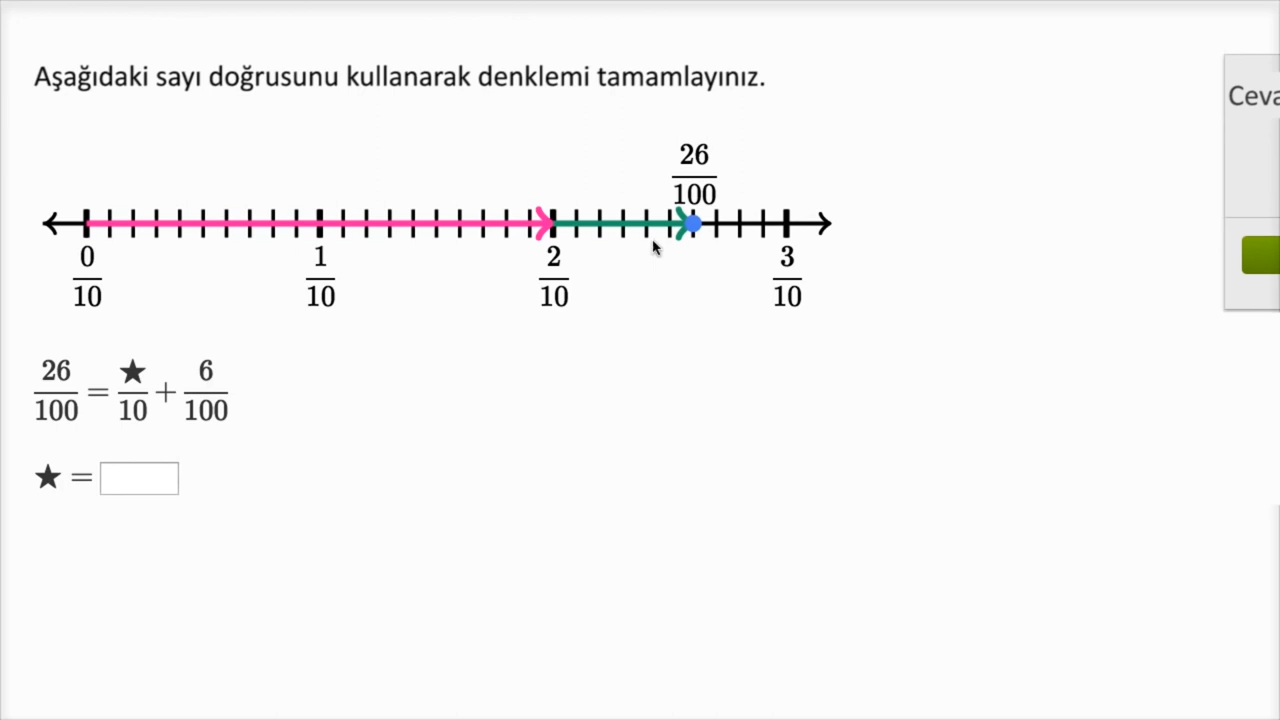 Aşağıdaki sayı doğrusunu kullanarak denklemi tamamlayınız.
26/100
0/10 1/10 2/10 3/10
26/100 = ★/10 + 6/100
★ =